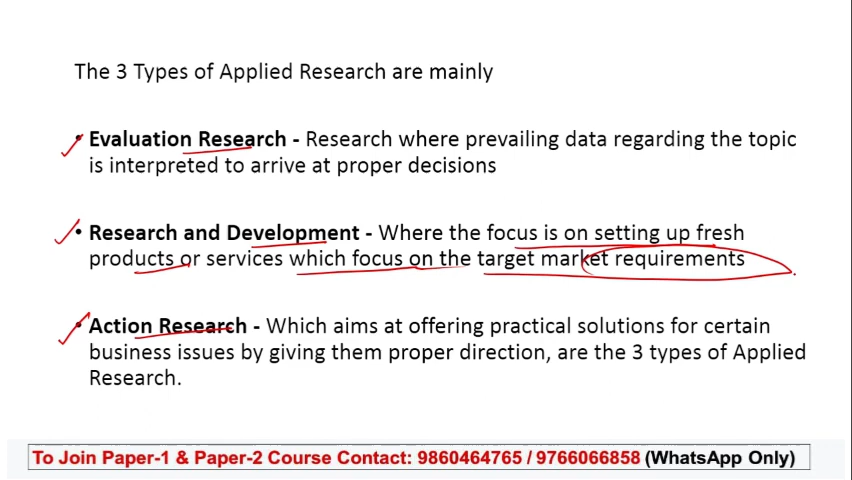 The 3 Types of Applied Research are mainly
• Evaluation Research - Research where prevailing data regarding the topic
is interpreted to arrive at proper decisions
• Research and Development - Where the focus is on setting up fresh
products or services which focus on the target market requirements
• Action Research - Which aims at offering practical solutions for certain
business issues by giving them proper direction, are the 3 types of Applied
Research.
To Join Paper-1 & Paper-2 Course Contact: 9860464765 / 9766066858 (WhatsApp Only)